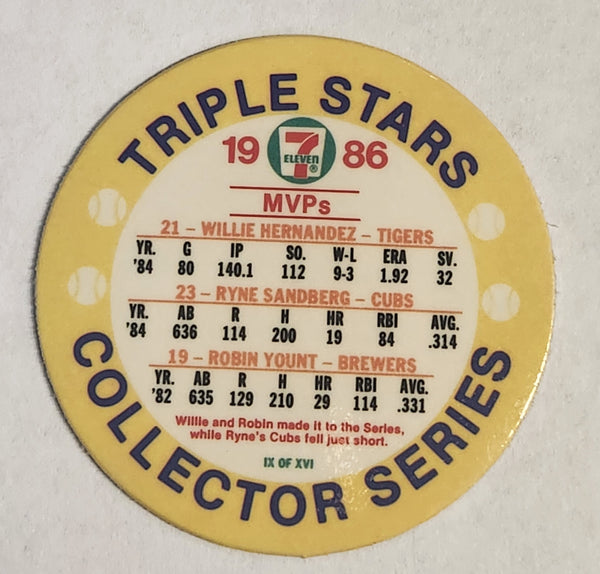 TRIPLE STARS
19 7 ELEVEN ® 86
MVPs
21 – WILLIE HERNANDEZ – TIGERS
YR. G IP SO. W-L ERA SV.
'84 80 140.1 112 9-3 1.92 32
23 – RYNE SANDBERG – CUBS
YR. AB R H HR RBI AVG.
'84 636 114 200 19 84 .314
19 – ROBIN YOUNT – BREWERS
YR. AB R H HR RBI AVG.
'82 635 129 210 29 114 .331
Willie and Robin made it to the Series,
while Ryne's Cubs fell just short.
IX OF XVI
COLLECTOR SERIES